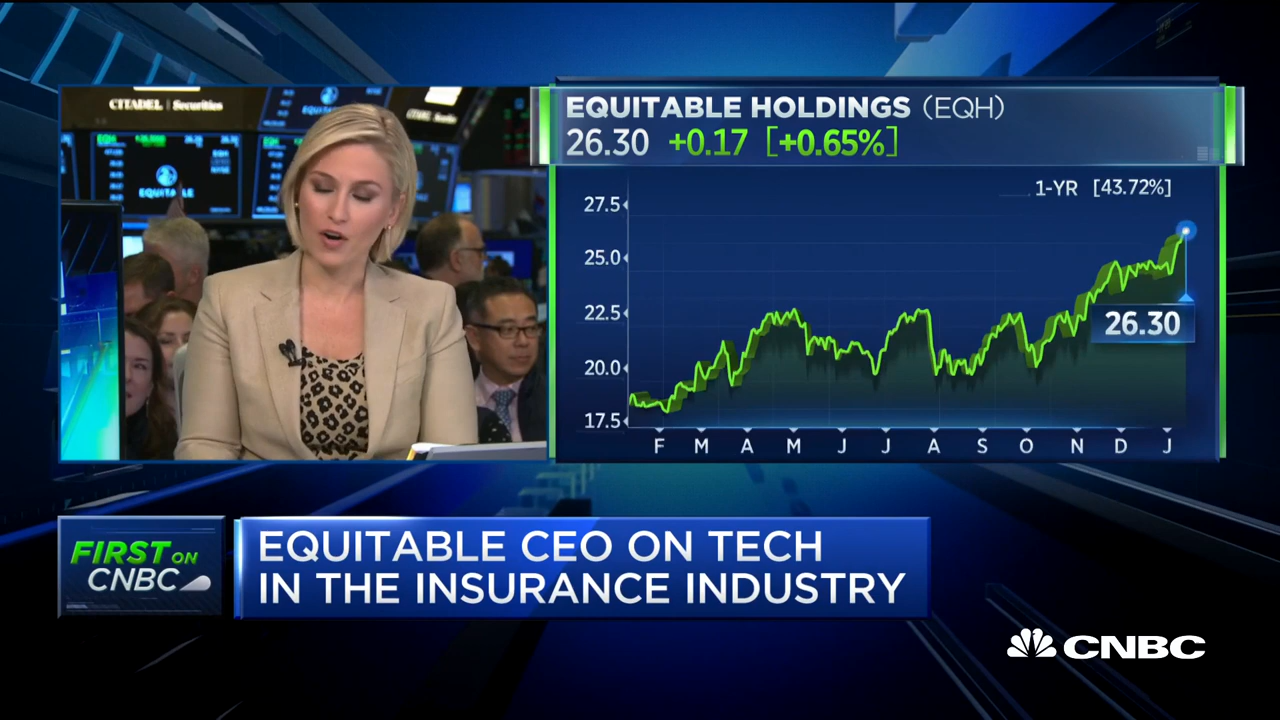 CITADEL | Securities
EQUITABLE
EQUITABLE HOLDINGS (EQH)
26.30 +0.17 [+0.65%]
1-YR [43.72%]
27.5
25.0
22.5
20.0
17.5
26.30
F M A M J J A S O N D J
FIRST ON
CNBC
EQUITABLE CEO ON TECH
IN THE INSURANCE INDUSTRY
CNBC